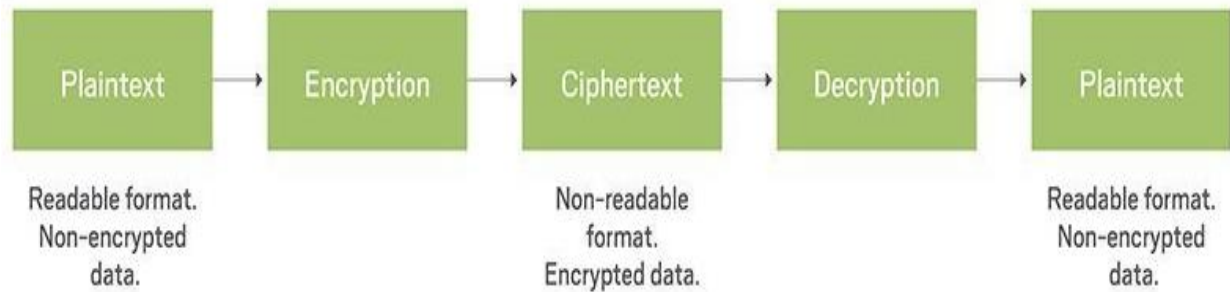 Plaintext
Encryption
Ciphertext
Decryption
Plaintext
Readable format.
Non-encrypted
data.
Non-readable
format.
Encrypted data.
Readable format.
Non-encrypted
data.